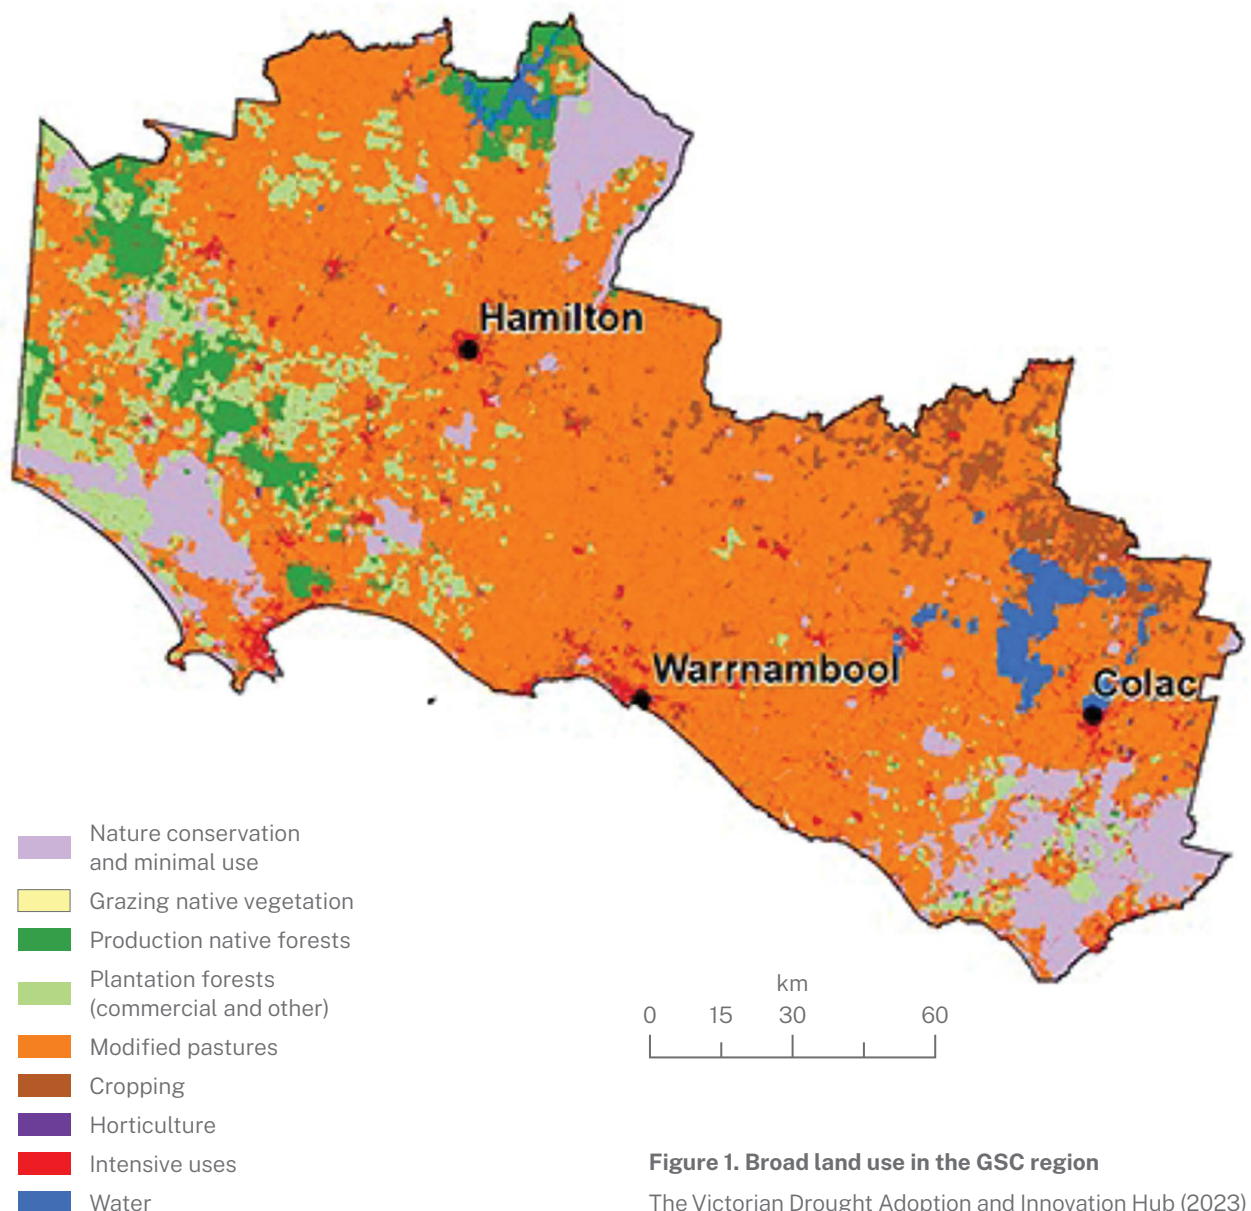 Hamilton
Warrnambool
Colac
Nature conservation
and minimal use
Grazing native vegetation
Production native forests
Plantation forests
(commercial and other)
Modified pastures
Cropping
Horticulture
Intensive uses
Water
km
0 15 30 60
Figure 1. Broad land use in the GSC region
The Victorian Drought Adoption and Innovation Hub (2023)